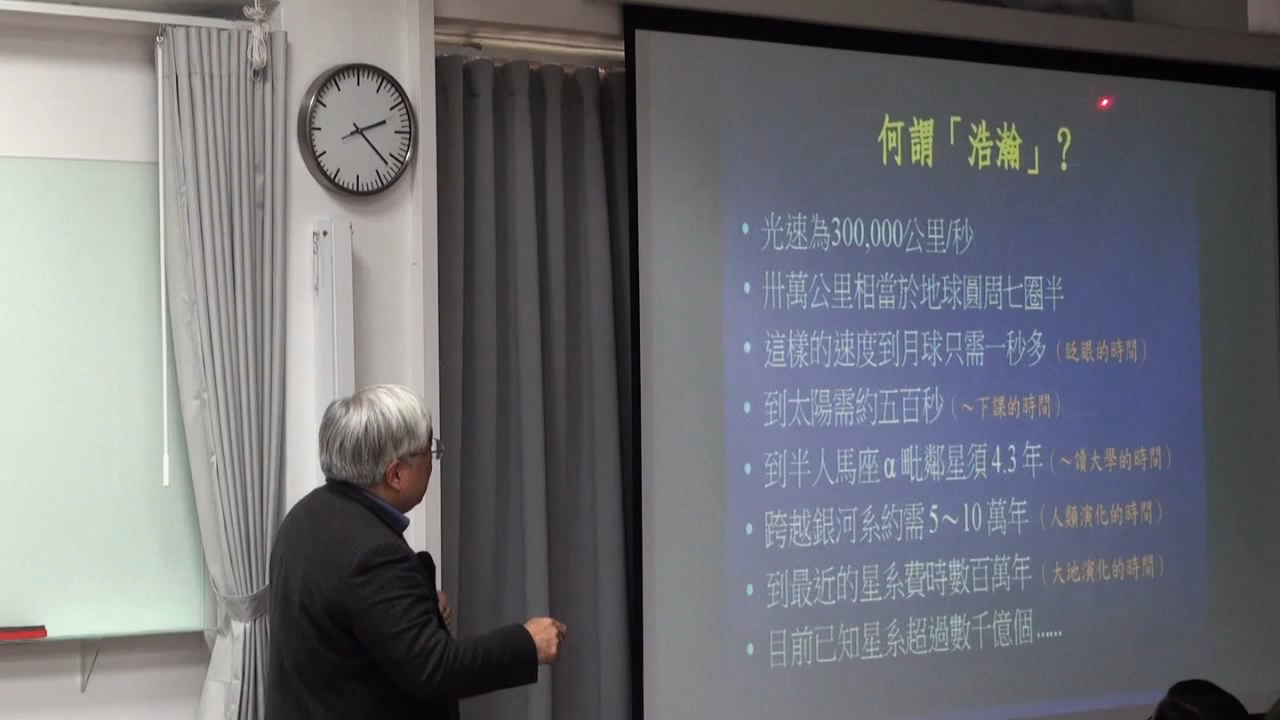 何謂「浩瀚」？
• 光速為300,000公里/秒
• 卅萬公里相當於地球圓周七圈半
• 這樣的速度到月球只需一秒多（眨眼的時間）
• 到太陽需約五百秒（～下課的時間）
• 到半人馬座α毗鄰星須4.3年（～讀大學的時間）
• 跨越銀河系約需5～10萬年（人類演化的時間）
• 到最近的星系費時數百萬年（大地演化的時間）
• 目前已知星系超過數千億個……